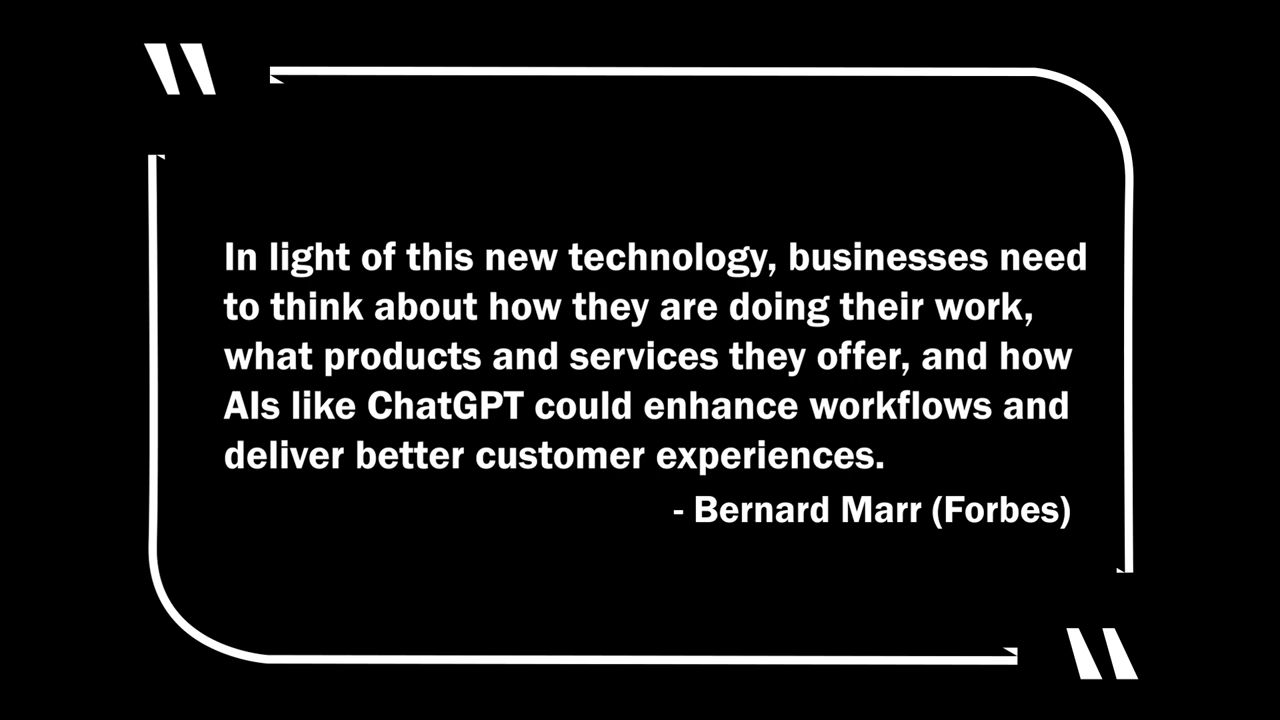 In light of this new technology, businesses need
to think about how they are doing their work,
what products and services they offer, and how
AIs like ChatGPT could enhance workflows and
deliver better customer experiences.
- Bernard Marr (Forbes)